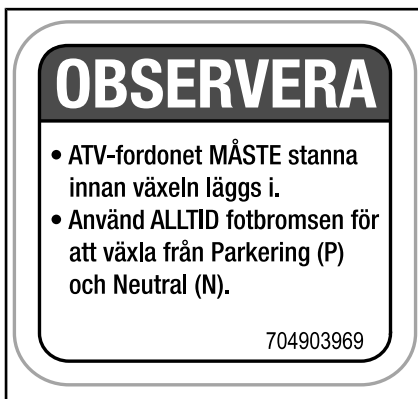 OBSERVERA
• ATV-fordonet MÅSTE stanna
innan växeln läggs i.
• Använd ALLTID fotbromsen för
att växla från Parkering (P)
och Neutral (N).
704903969